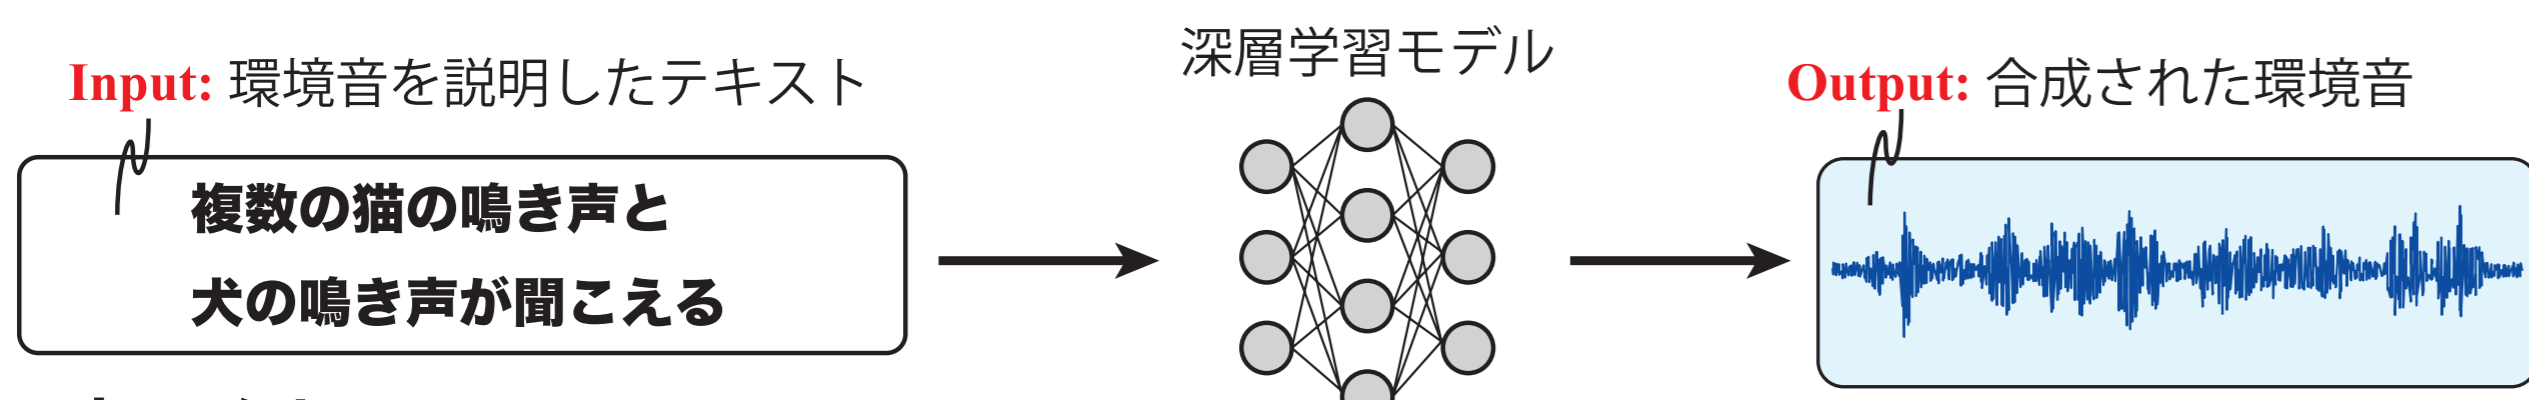 深層学習モデル
Input: 環境音を説明したテキスト
Output: 合成された環境音
複数の猫の鳴き声と
犬の鳴き声が聞こえる